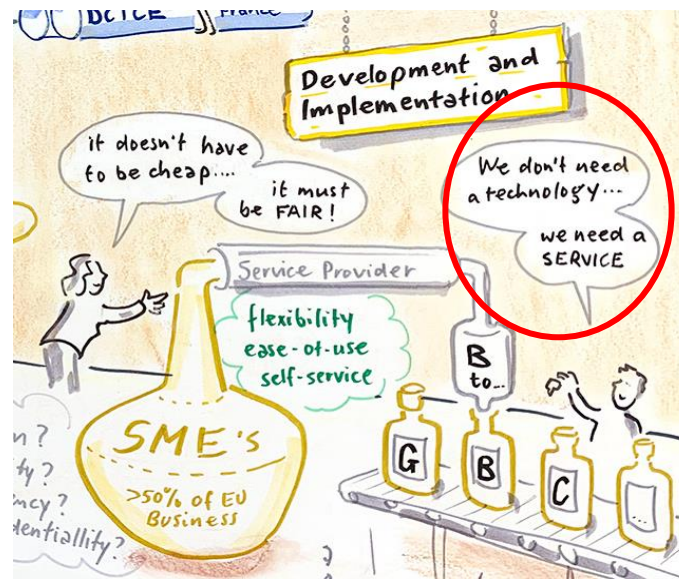 DCTCE
France
Development and
Implementation
it doesn't have
to be cheap....
it must
be FAIR!
We don't need
a technology...
we need a
SERVICE
Service Provider
flexibility
ease-of-use
self-service
B
to...
SME's
>50% of EU
Business
G
B
C
...
n?
ty?
ncy?
dentiallity?